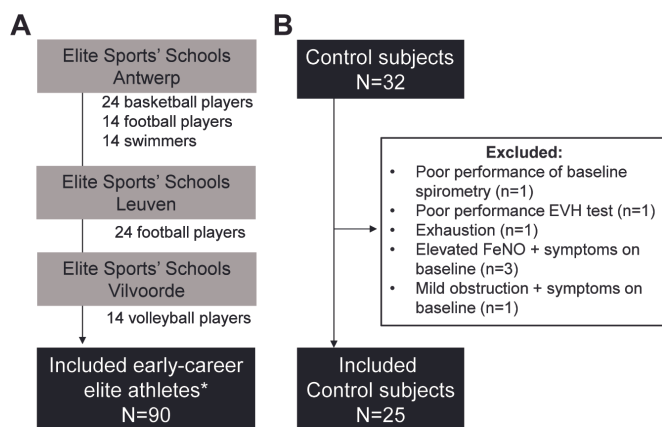 A
Elite Sports' Schools
Antwerp
24 basketball players
14 football players
14 swimmers
Elite Sports' Schools
Leuven
24 football players
Elite Sports' Schools
Vilvoorde
14 volleyball players
Included early-career
elite athletes*
N=90
B
Control subjects
N=32
Excluded:
• Poor performance of baseline
spirometry (n=1)
• Poor performance EVH test (n=1)
• Exhaustion (n=1)
• Elevated FeNO + symptoms on
baseline (n=3)
• Mild obstruction + symptoms on
baseline (n=1)
Included
Control subjects
N=25